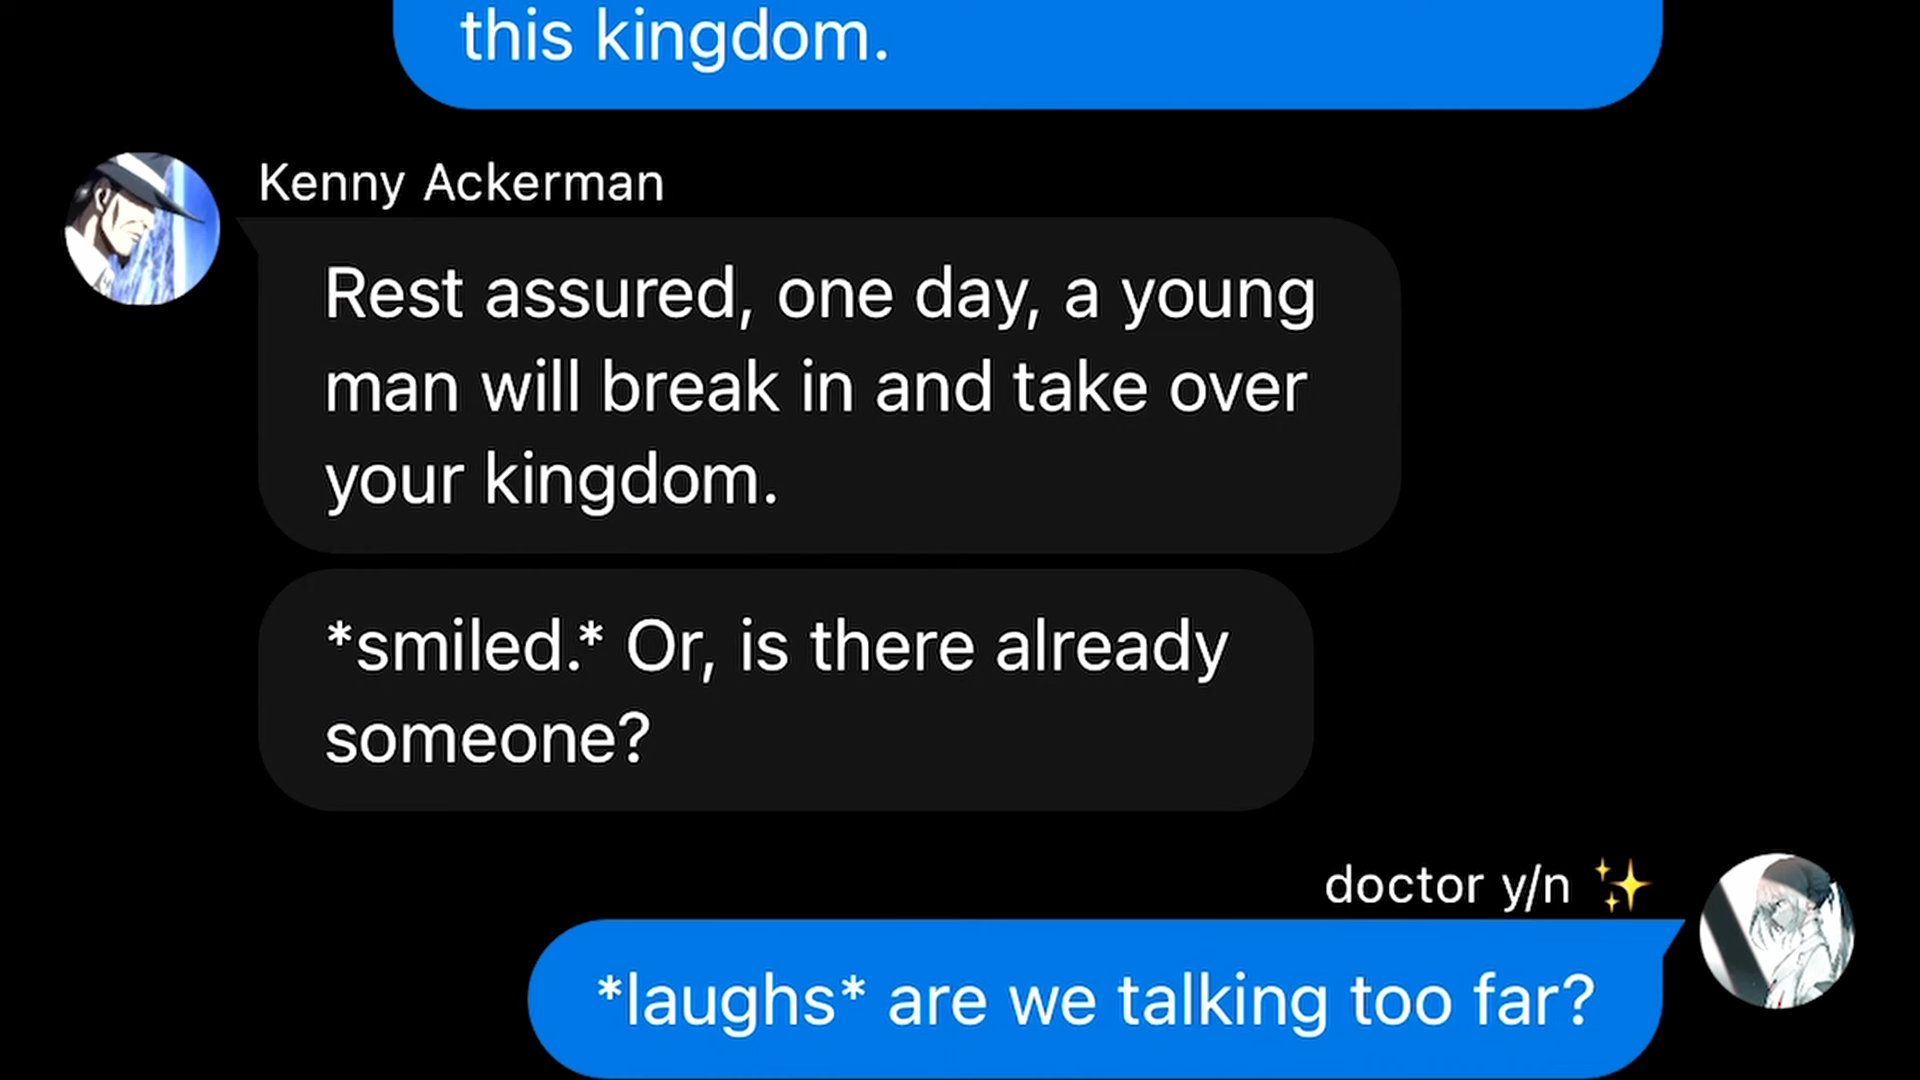 this kingdom.
Kenny Ackerman
Rest assured, one day, a young
man will break in and take over
your kingdom.
*smiled.* Or, is there already
someone?
doctor y/n ✨
*laughs* are we talking too far?